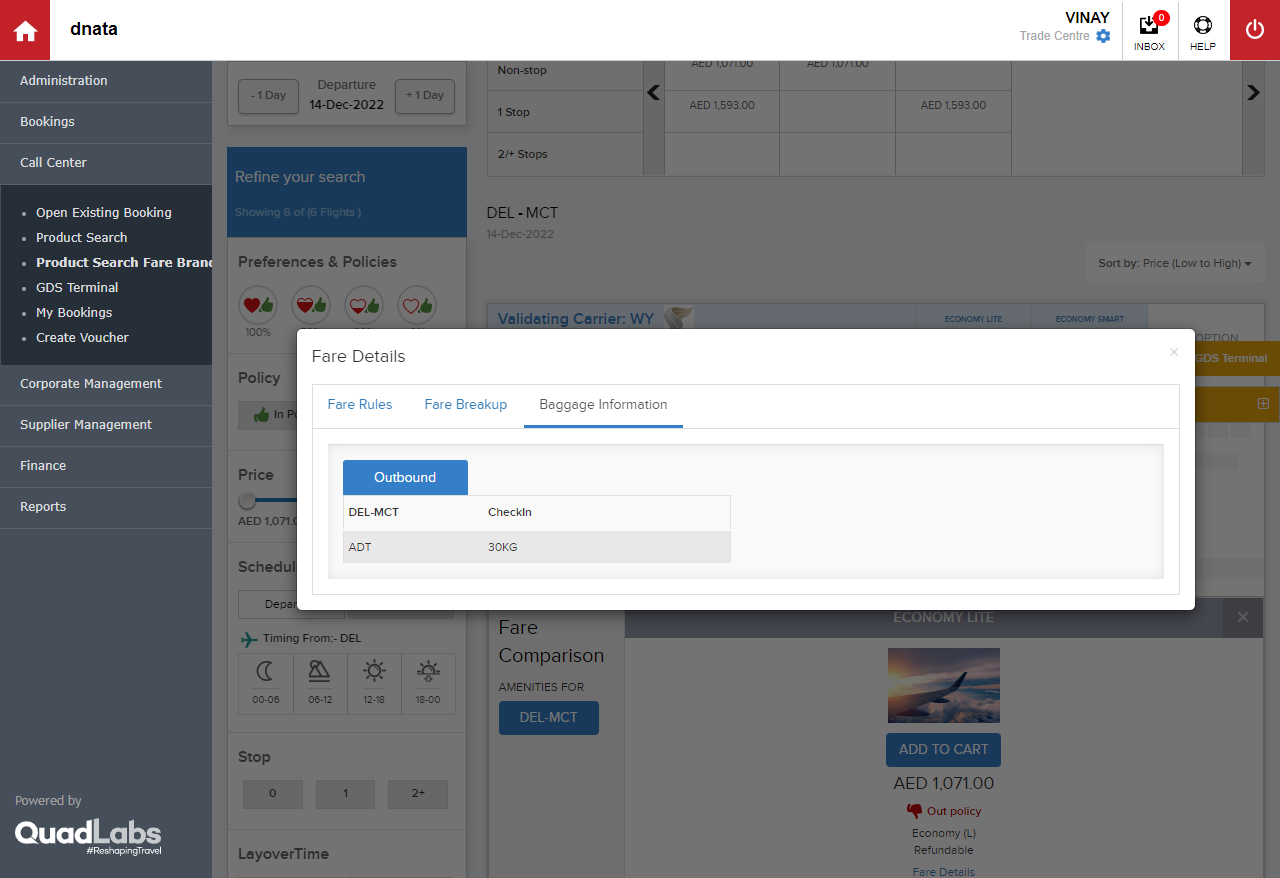 dnata
VINAY
Trade Centre
0
INBOX
HELP
Administration
Bookings
Call Center
Open Existing Booking
Product Search
Product Search Fare Brand
GDS Terminal
My Bookings
Create Voucher
Corporate Management
Supplier Management
Finance
Reports
Powered by
QuadLabs
#ReshapingTravel
- 1 Day
Departure
14-Dec-2022
+ 1 Day
Refine your search
Showing 6 of (6 Flights )
Preferences & Policies
100%
Policy
In Po
Price
AED 1,071.0
Schedul
Depar
Timing From:- DEL
00-06
06-12
12-18
18-00
Stop
0
1
2+
LayoverTime
Non-stop
AED 1,071.00
AED 1,071.00
1 Stop
AED 1,593.00
AED 1,593.00
2/+ Stops
DEL - MCT
14-Dec-2022
Sort by: Price (Low to High)
Validating Carrier: WY
ECONOMY LITE
ECONOMY SMART
OPTION
GDS Terminal
Fare Details
×
Fare Rules
Fare Breakup
Baggage Information
Outbound
DEL-MCT
CheckIn
ADT
30KG
Fare
Comparison
AMENITIES FOR
DEL-MCT
ECONOMY LITE
ADD TO CART
AED 1,071.00
Out policy
Economy (L)
Refundable
Fare Details